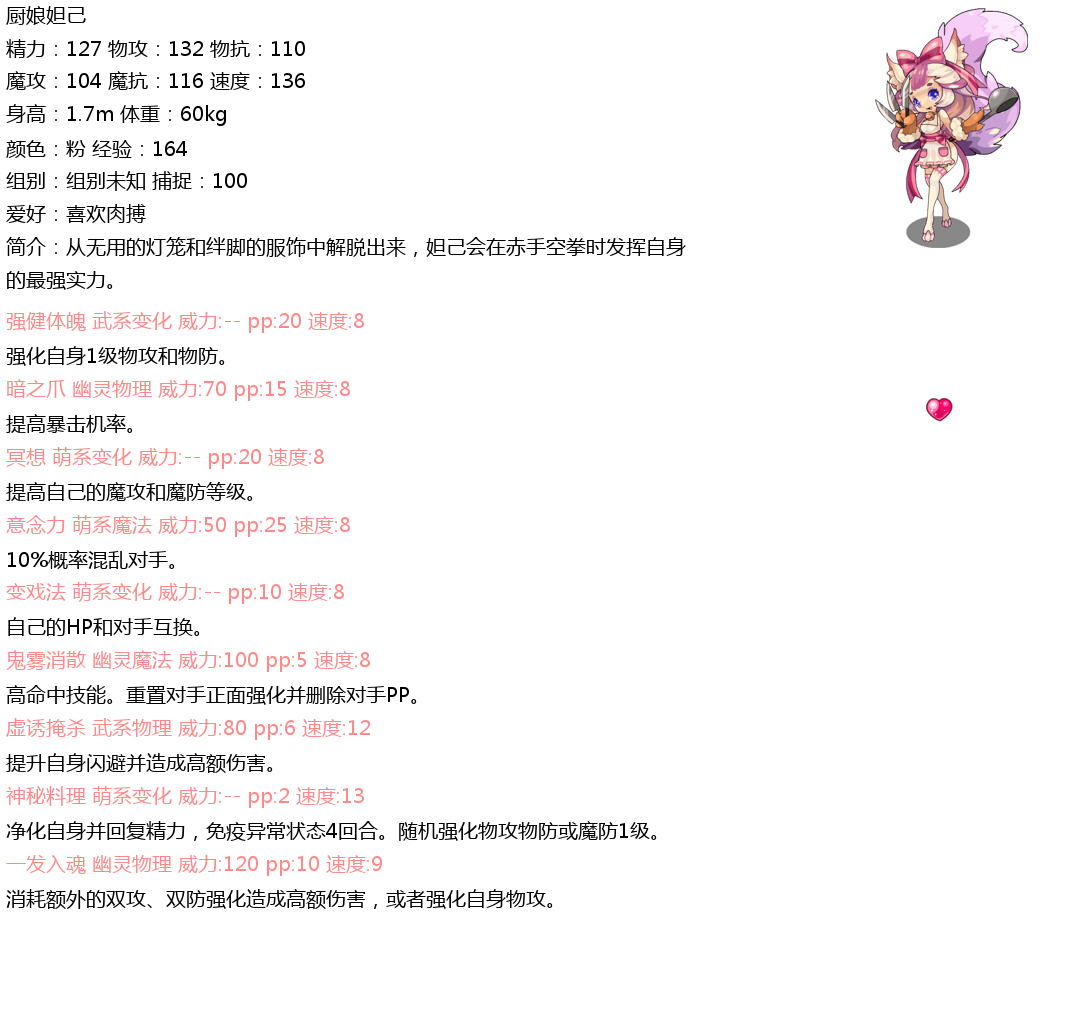 厨娘妲己
精力：127 物攻：132 物抗：110
魔攻：104 魔抗：116 速度：136
身高：1.7m 体重：60kg
颜色：粉 经验：164
组别：组别未知 捕捉：100
爱好：喜欢肉搏
简介：从无用的灯笼和绊脚的服饰中解脱出来，妲己会在赤手空拳时发挥自身
的最强实力。
强健体魄 武系变化 威力:-- pp:20 速度:8
强化自身1级物攻和物防。
暗之爪 幽灵物理 威力:70 pp:15 速度:8
提高暴击机率。
冥想 萌系变化 威力:-- pp:20 速度:8
提高自己的魔攻和魔防等级。
意念力 萌系魔法 威力:50 pp:25 速度:8
10%概率混乱对手。
变戏法 萌系变化 威力:-- pp:10 速度:8
自己的HP和对手互换。
鬼雾消散 幽灵魔法 威力:100 pp:5 速度:8
高命中技能。重置对手正面强化并删除对手PP。
虚诱掩杀 武系物理 威力:80 pp:6 速度:12
提升自身闪避并造成高额伤害。
神秘料理 萌系变化 威力:-- pp:2 速度:13
净化自身并回复精力，免疫异常状态4回合。随机强化物攻物防或魔防1级。
一发入魂 幽灵物理 威力:120 pp:10 速度:9
消耗额外的双攻、双防强化造成高额伤害，或者强化自身物攻。